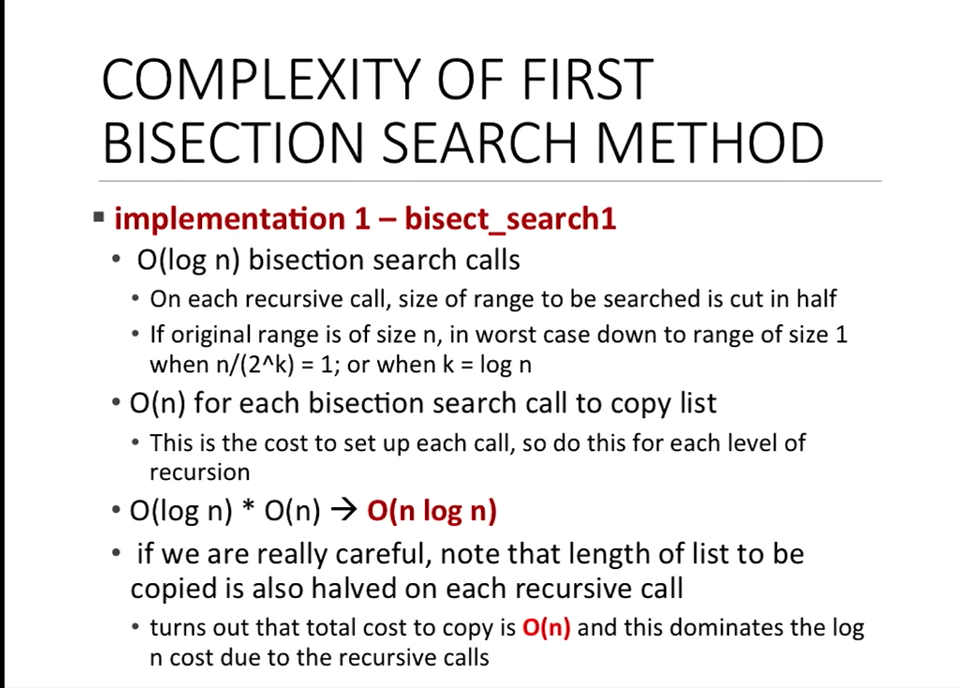 COMPLEXITY OF FIRST
BISECTION SEARCH METHOD
▪ implementation 1 – bisect_search1
• O(log n) bisection search calls
• On each recursive call, size of range to be searched is cut in half
• If original range is of size n, in worst case down to range of size 1
when n/(2^k) = 1; or when k = log n
• O(n) for each bisection search call to copy list
• This is the cost to set up each call, so do this for each level of
recursion
• O(log n) * O(n) → O(n log n)
• if we are really careful, note that length of list to be
copied is also halved on each recursive call
• turns out that total cost to copy is O(n) and this dominates the log
n cost due to the recursive calls